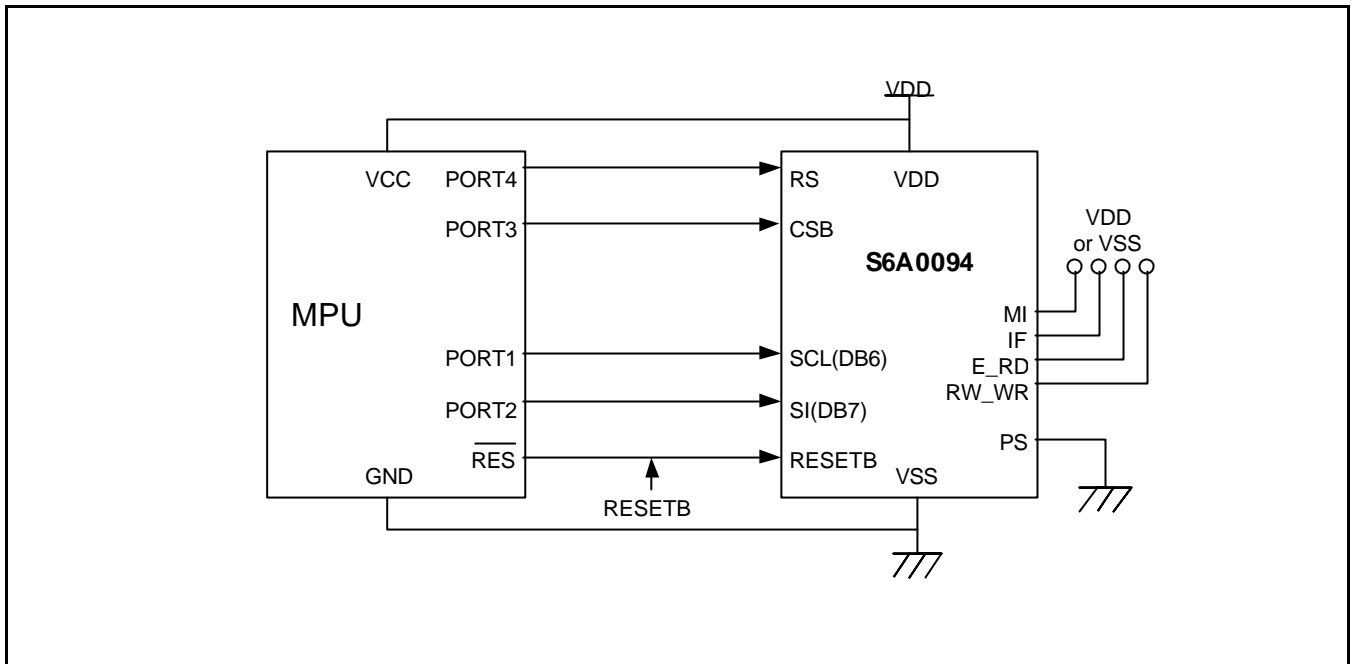 VDD
VCC PORT4
RS VDD
PORT3
CSB
VDD
or VSS
S6A0094
MPU
MI
IF
E_RD
RW_WR
PORT1
SCL(DB6)
PORT2
SI(DB7)
PS
RES
RESETB
GND
VSS
RESETB